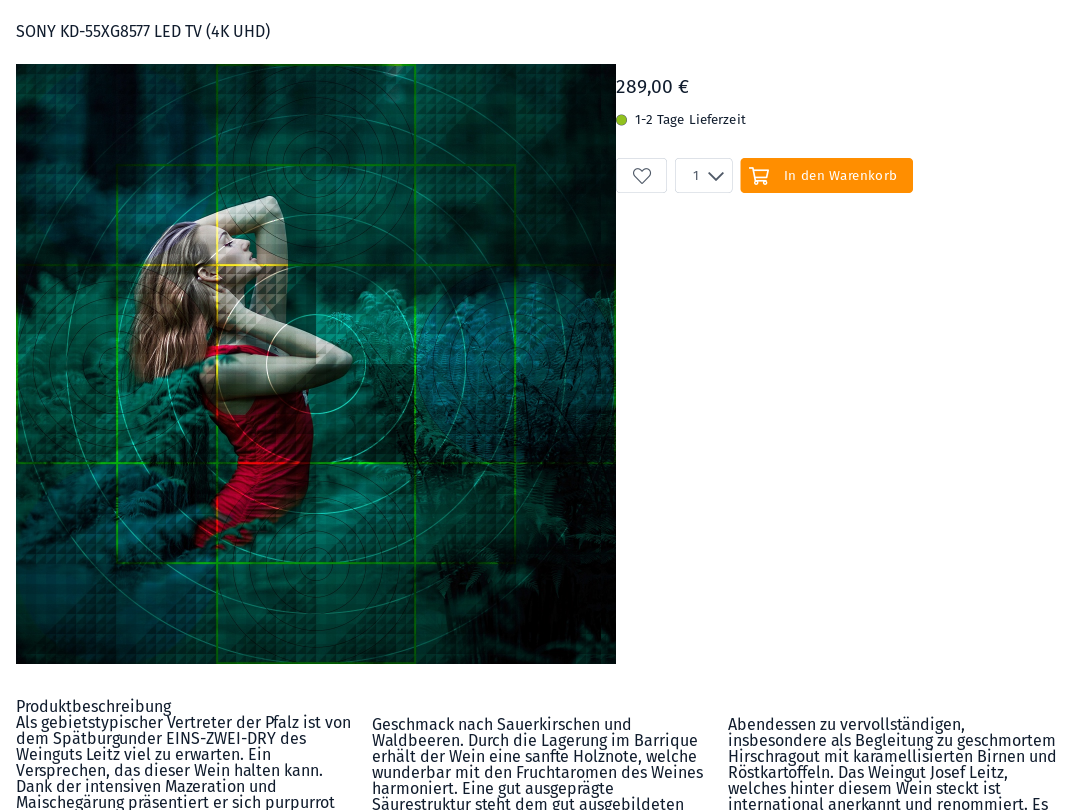 SONY KD-55XG8577 LED TV (4K UHD)
289,00 €
1-2 Tage Lieferzeit
1
In den Warenkorb
Produktbeschreibung
Als gebietstypischer Vertreter der Pfalz ist von
dem Spätburgunder EINS-ZWEI-DRY des
Weinguts Leitz viel zu erwarten. Ein
Versprechen, das dieser Wein halten kann.
Dank der intensiven Mazeration und
Maischegärung präsentiert er sich purpurrot
Geschmack nach Sauerkirschen und
Waldbeeren. Durch die Lagerung im Barrique
erhält der Wein eine sanfte Holznote, welche
wunderbar mit den Fruchtaromen des Weines
harmoniert. Eine gut ausgeprägte
Säurestruktur steht dem gut ausgebildeten
Abendessen zu vervollständigen,
insbesondere als Begleitung zu geschmortem
Hirschragout mit karamellisierten Birnen und
Röstkartoffeln. Das Weingut Josef Leitz,
welches hinter diesem Wein steckt ist
international anerkannt und renommiert. Es